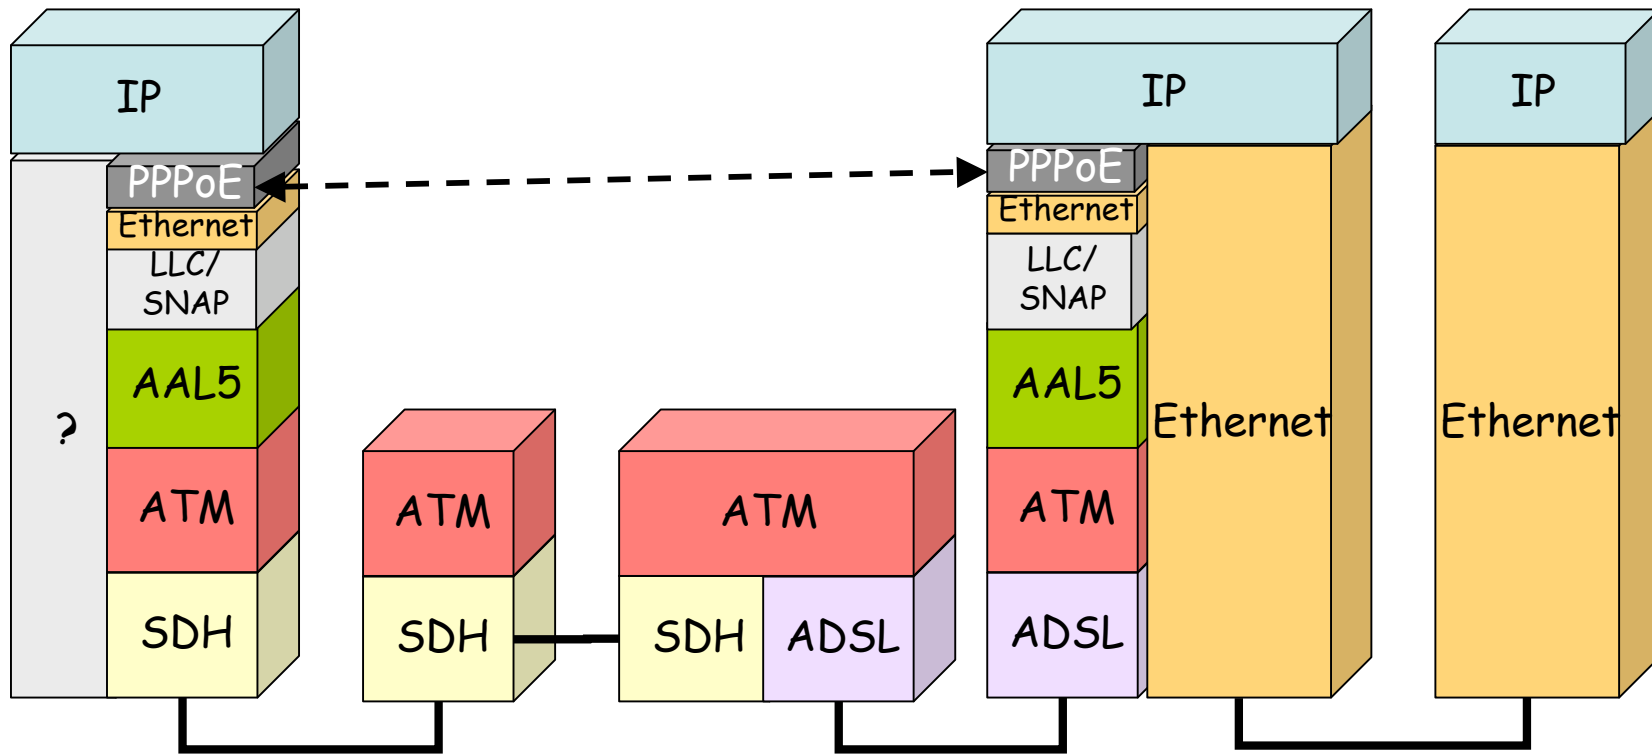 IP
PPPoE
Ethernet
LLC/
SNAP
AAL5
?
ATM
SDH
ATM
SDH
ATM
SDH
ADSL
IP
PPPoE
Ethernet
LLC/
SNAP
AAL5
ATM
ADSL
Ethernet
IP
Ethernet